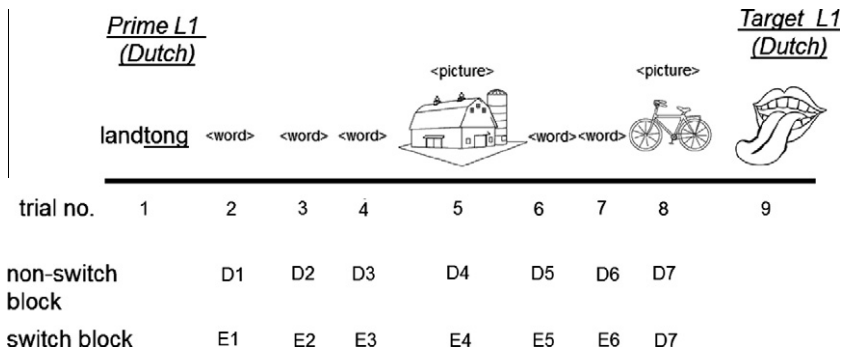 Prime L1
(Dutch)
Target L1
(Dutch)
<picture>
<picture>
landtong <word> <word> <word> <word> <word>
trial no. 1 2 3 4 5 6 7 8 9
non-switch
block
D1 D2 D3 D4 D5 D6 D7
switch block E1 E2 E3 E4 E5 E6 D7